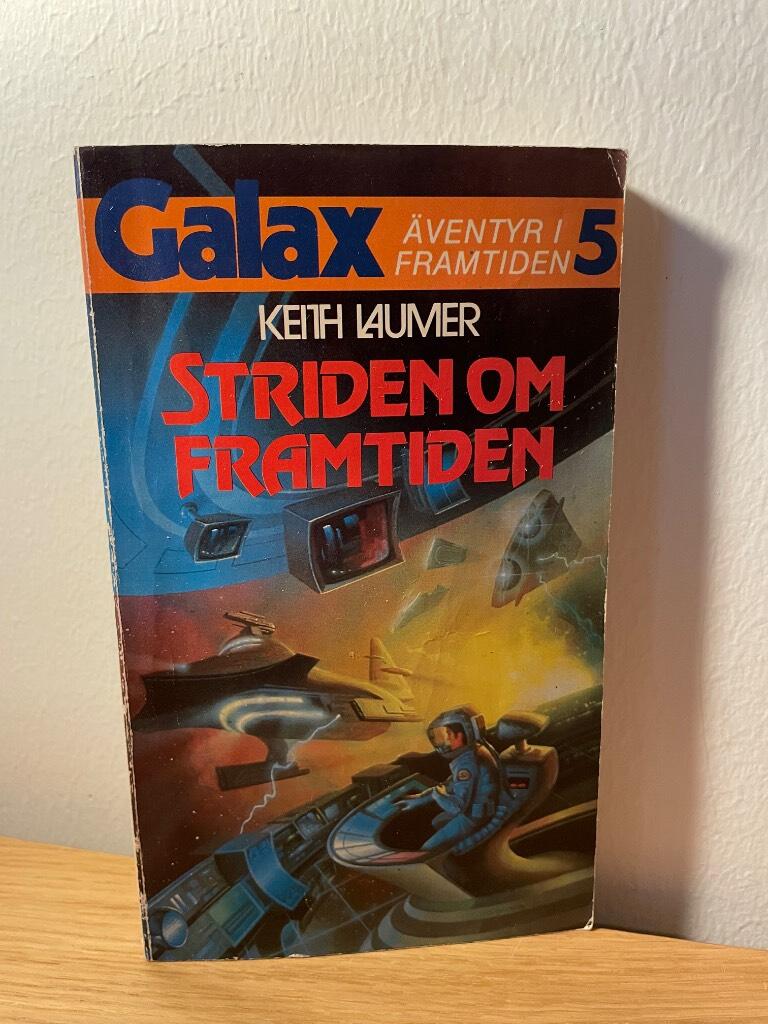 Galax
ÄVENTYR I
FRAMTIDEN
5
KEITH LAUMER
STRIDEN OM
FRAMTIDEN